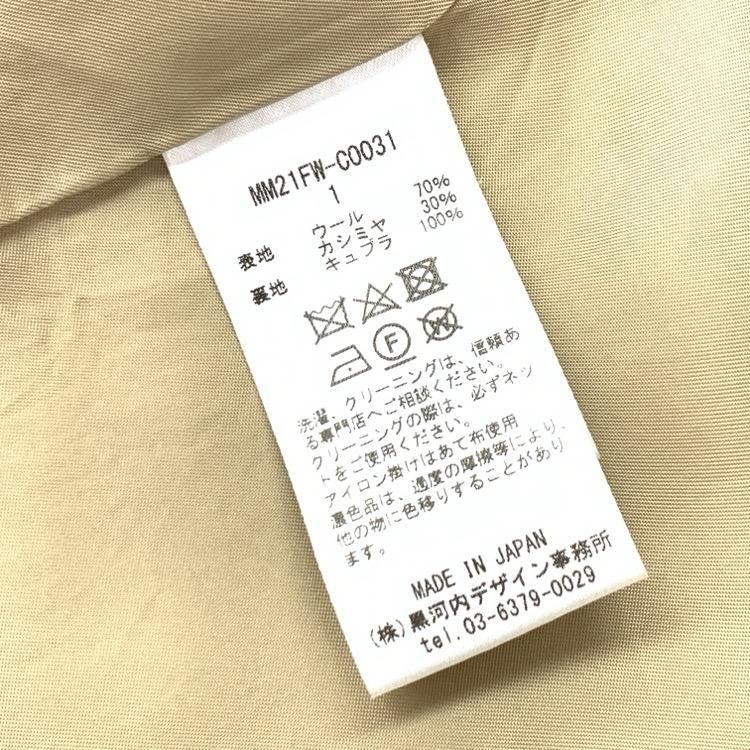 MM21FW-C0031
1
表地 ウール 70%
カシミヤ 30%
裏地 キュプラ 100%
F
W
洗濯、クリーニングは、信頼あ
る専門店へご相談ください。
クリーニングの際は、必ずネッ
トをご使用ください。
アイロン掛けはあて布使用
濃色品は、過度の摩擦等により、
他の物に色移りすることがあり
ます。
MADE IN JAPAN
(株)黒河内デザイン事務所
tel.03-6379-0029